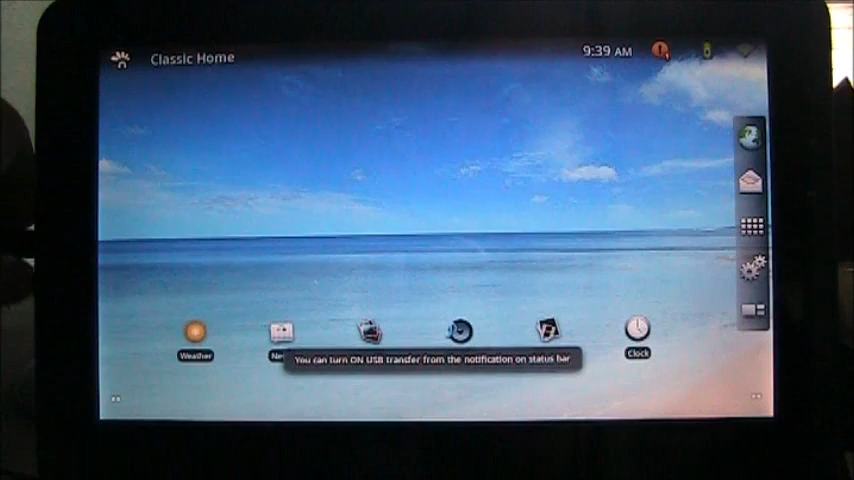 Classic Home
9:39 AM
Weather
Clock
You can turn ON USB transfer from the notification on status bar